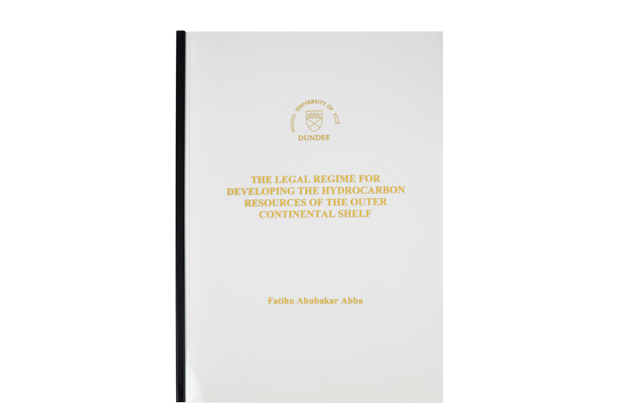 UNIVERSITY OF
DUNDEE
THE LEGAL REGIME FOR
DEVELOPING THE HYDROCARBON
RESOURCES OF THE OUTER
CONTINENTAL SHELF
Fatihu Abubakar Abba